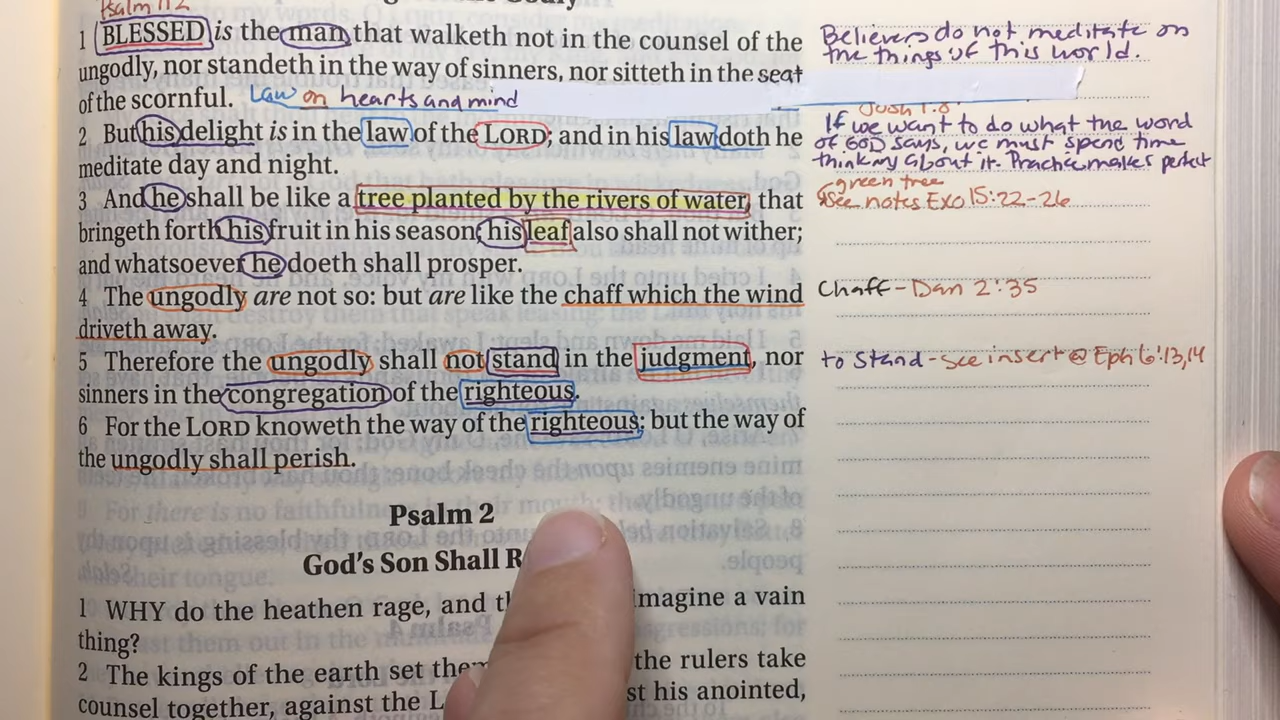 Psalm 112
1 BLESSED is the man that walketh not in the counsel of the
ungodly, nor standeth in the way of sinners, nor sitteth in the seat
of the scornful. Law on hearts and mind
2 But his delight is in the law of the LORD; and in his law doth he
meditate day and night.
3 And he shall be like a tree planted by the rivers of water, that
bringeth forth his fruit in his season; his leaf also shall not wither;
and whatsoever he doeth shall prosper.
4 The ungodly are not so: but are like the chaff which the wind
driveth away.
5 Therefore the ungodly shall not stand in the judgment, nor
sinners in the congregation of the righteous.
6 For the LORD knoweth the way of the righteous: but the way of
the ungodly shall perish.
Psalm 2
God's Son Shall R
1 WHY do the heathen rage, and imagine a vain
thing?
2 The kings of the earth set the rulers take
counsel together, against the his anointed,
Believers do not meditate on
the things of this world.
Josh 1:8
If we want to do what the word
of GOD says, we must spend time
thinking about it. Practice makes perfect
green tree
See notes Exo 15:22-26
Chaff - Dan 2:35
to stand - see insert @ Eph 6:13,14